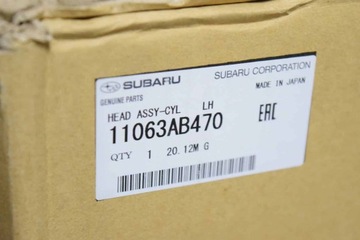 SUBARU
SUBARU CORPORATION
GENUINE PARTS
MADE IN JAPAN
HEAD ASSY-CYL LH
11063AB470
EAC
QTY 1 20.12M G